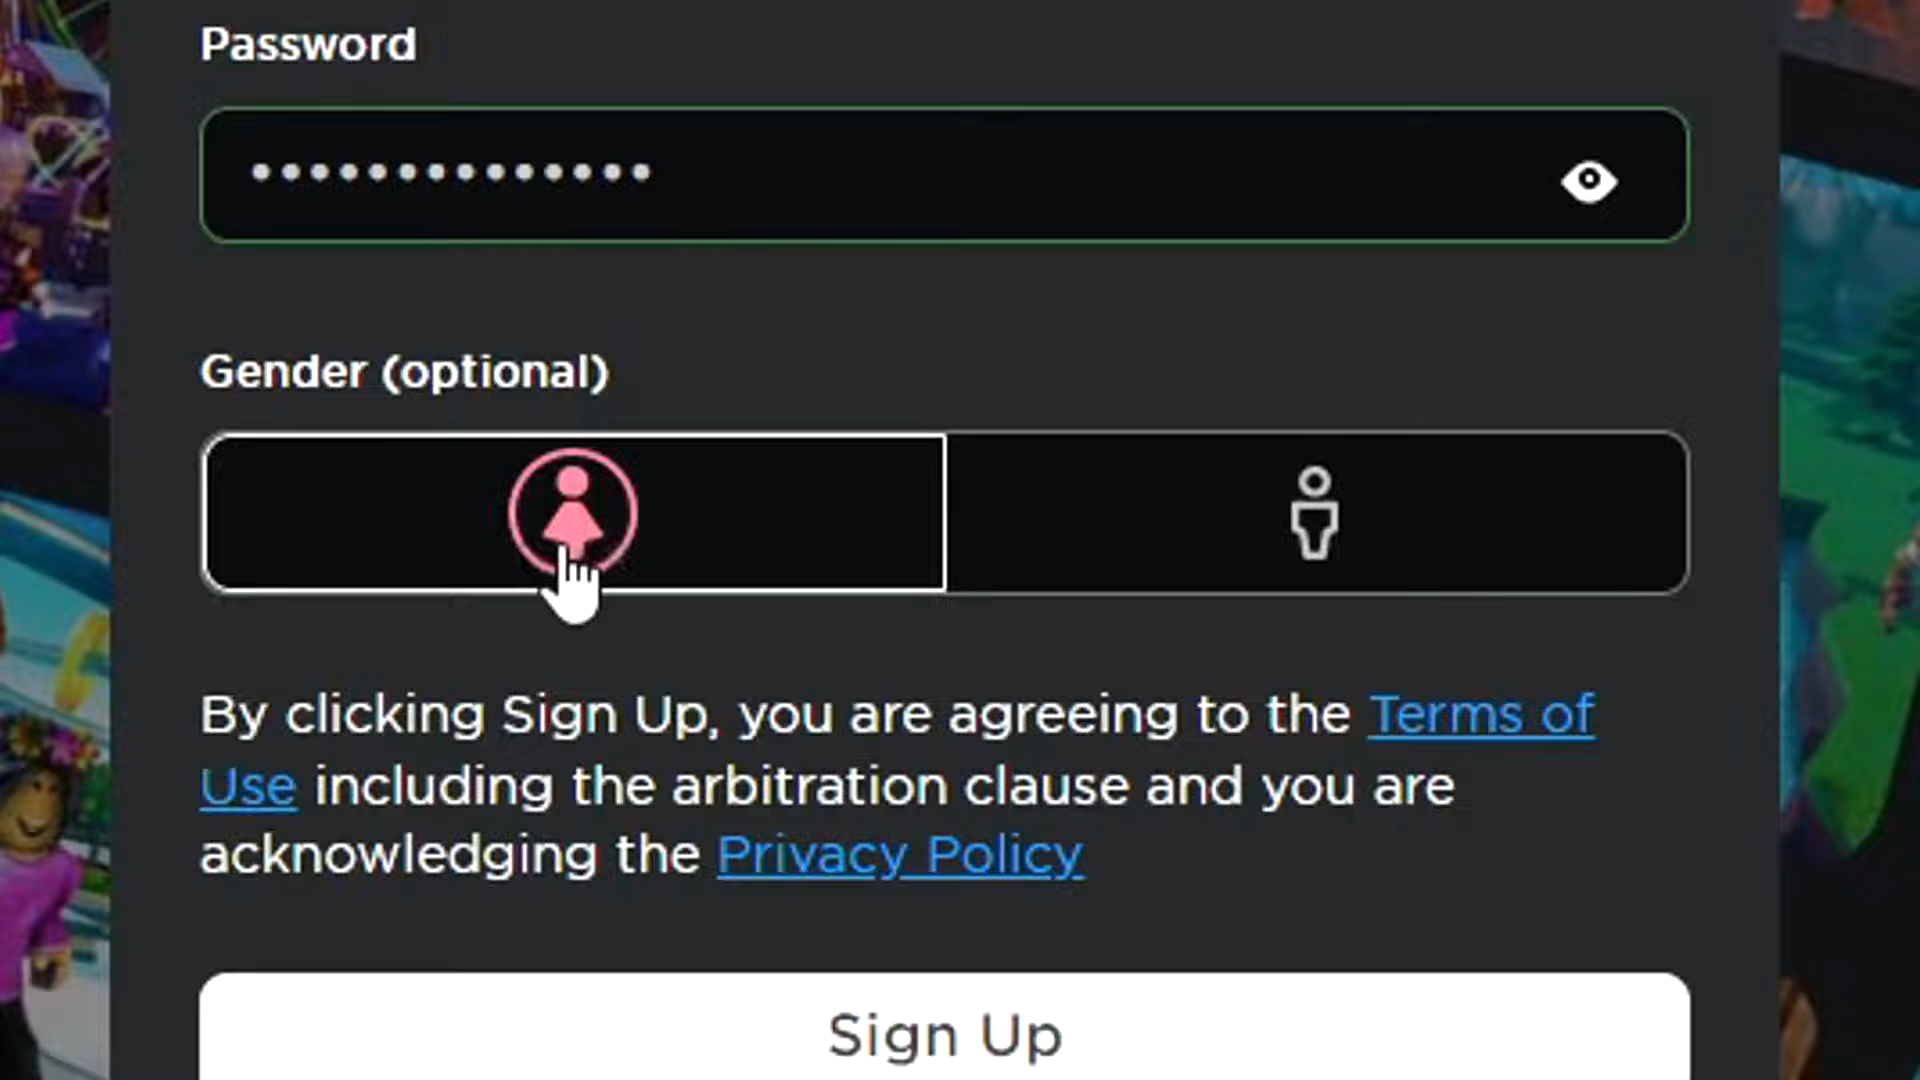 Password
••••••••••••••
Gender (optional)
By clicking Sign Up, you are agreeing to the Terms of
Use including the arbitration clause and you are
acknowledging the Privacy Policy
Sign Up